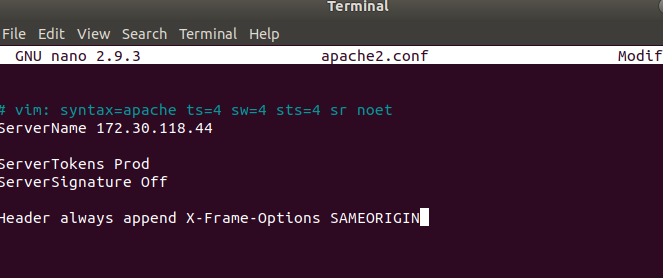 Terminal
File Edit View Search Terminal Help
GNU nano 2.9.3 apache2.conf Modif
# vim: syntax=apache ts=4 sw=4 sts=4 sr noet
ServerName 172.30.118.44
ServerTokens Prod
ServerSignature Off
Header always append X-Frame-Options SAMEORIGIN